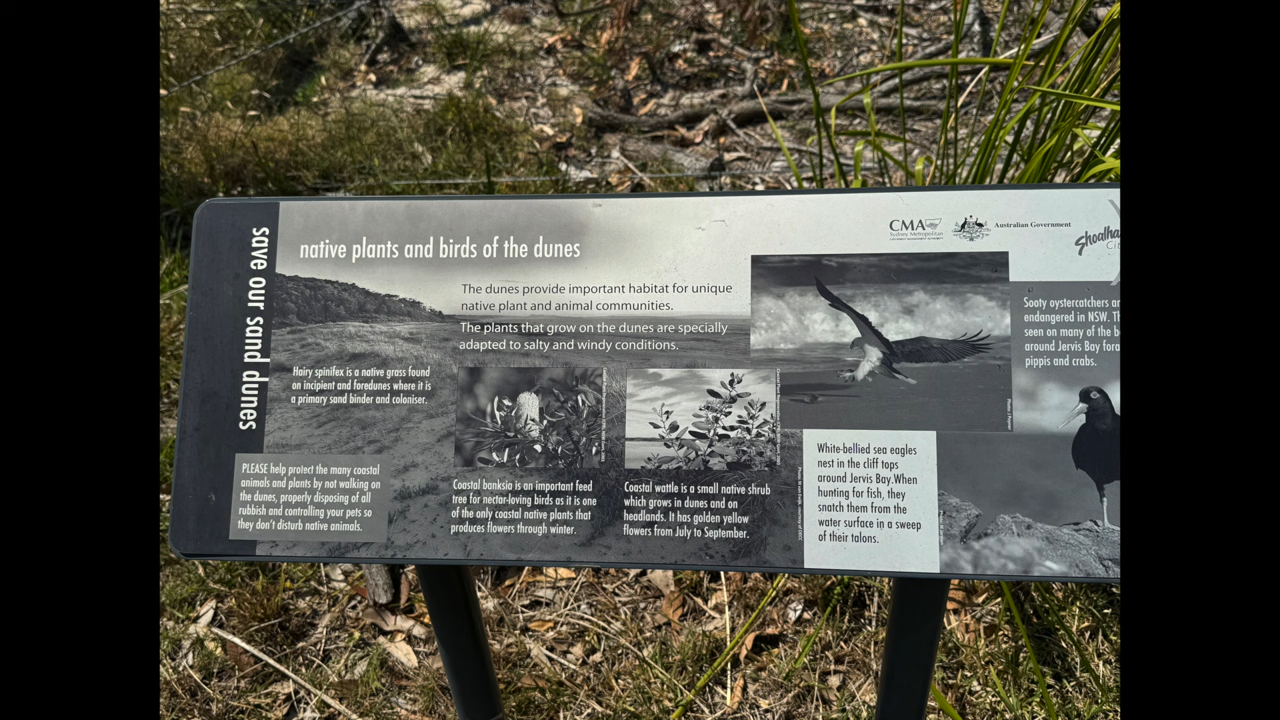 save our sand dunes
native plants and birds of the dunes
CMA
Sydney Metropolitan
Australian Government
The dunes provide important habitat for unique
native plant and animal communities.
The plants that grow on the dunes are specially
adapted to salty and windy conditions.
Hairy spinifex is a native grass found
on incipient and foredunes where it is
a primary sand binder and coloniser.
PLEASE help protect the many coastal
animals and plants by not walking on
the dunes, properly disposing of all
rubbish and controlling your pets so
they don't disturb native animals.
Coastal banksia is an important feed
tree for nectar-loving birds as it is one
of the only coastal native plants that
produces flowers through winter.
Coastal wattle is a small native shrub
which grows in dunes and on
headlands. It has golden yellow
flowers from July to September.
White-bellied sea eagles
nest in the cliff tops
around Jervis Bay.When
hunting for fish, they
snatch them from the
water surface in a sweep
of their talons.
Sooty oystercatchers
endangered in NSW.
seen on many of the
around Jervis Bay
pippis and crabs.